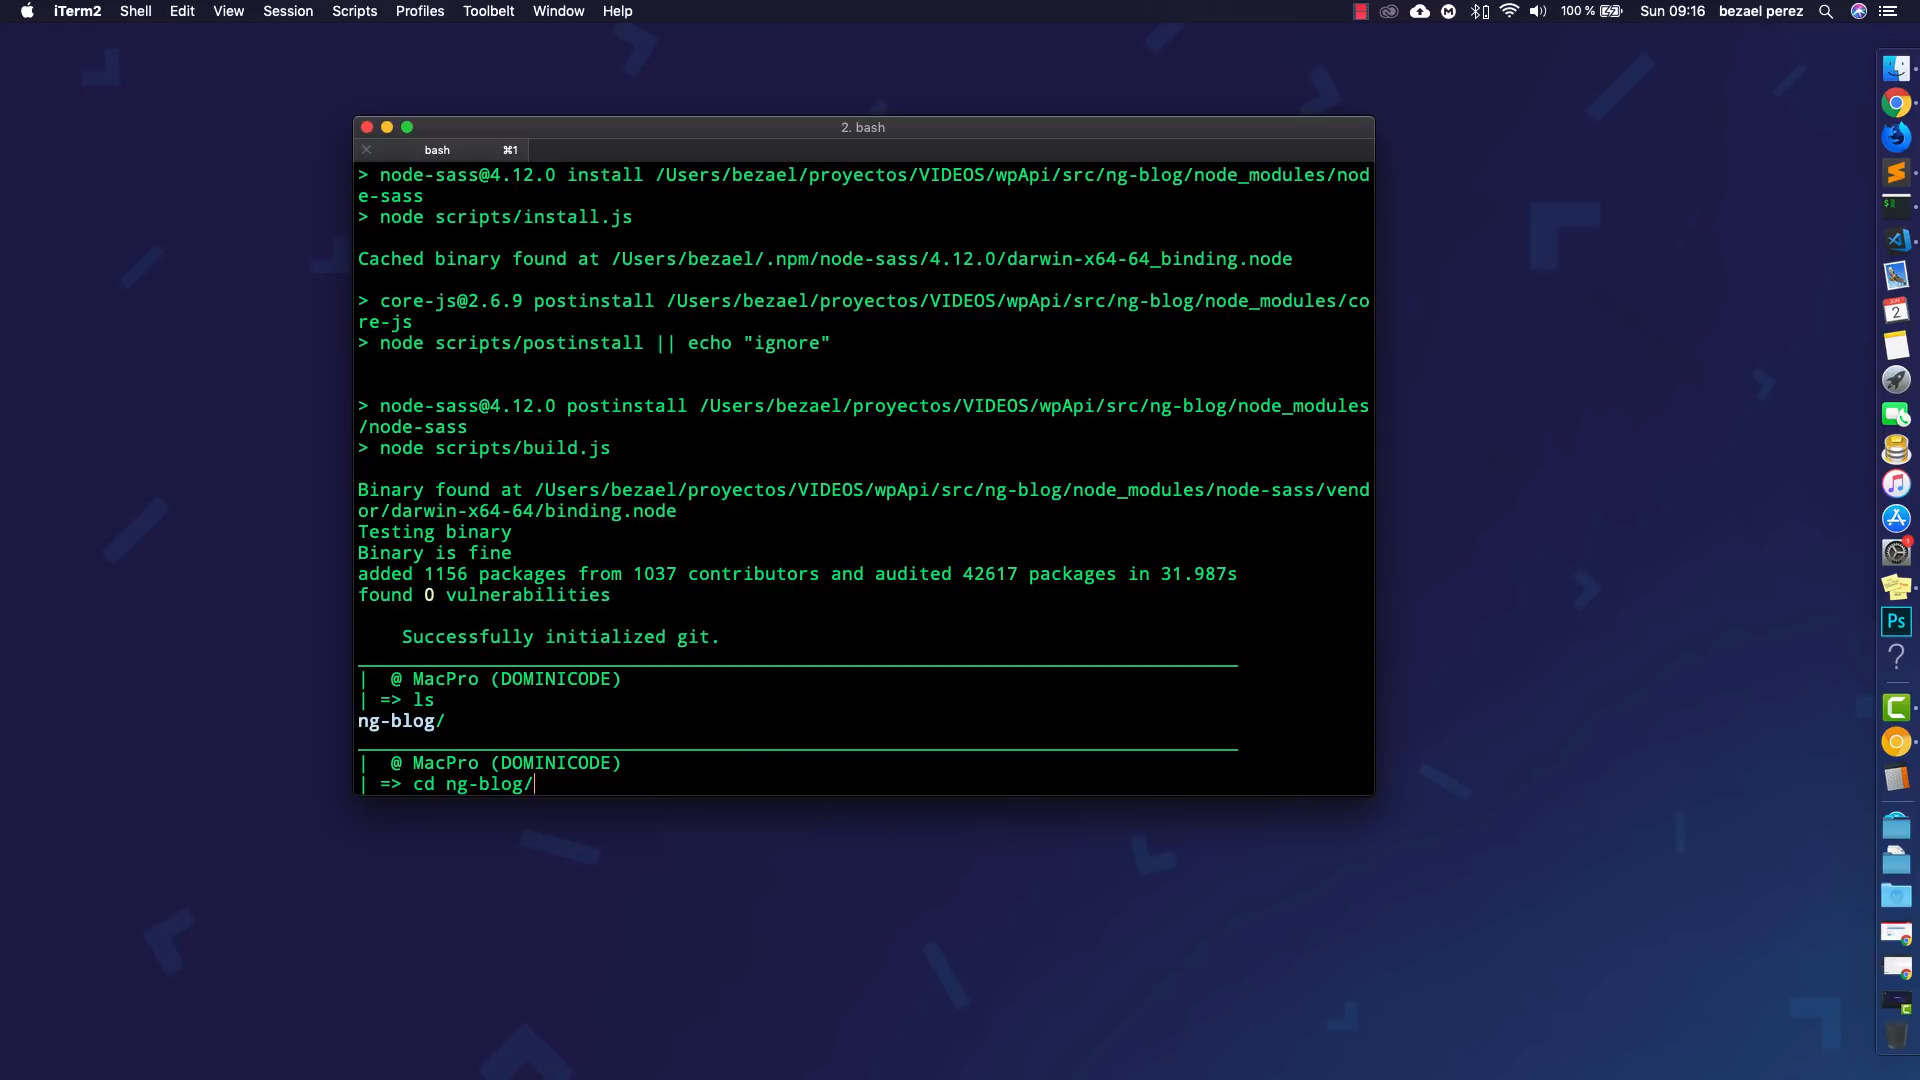 iTerm2 Shell Edit View Session Scripts Profiles Toolbelt Window Help 100 % Sun 09:16 bezael perez
2. bash
bash ⌘1
> node-sass@4.12.0 install /Users/bezael/proyectos/VIDEOS/wpApi/src/ng-blog/node_modules/nod
e-sass
> node scripts/install.js
Cached binary found at /Users/bezael/.npm/node-sass/4.12.0/darwin-x64-64_binding.node
> core-js@2.6.9 postinstall /Users/bezael/proyectos/VIDEOS/wpApi/src/ng-blog/node_modules/co
re-js
> node scripts/postinstall || echo "ignore"
> node-sass@4.12.0 postinstall /Users/bezael/proyectos/VIDEOS/wpApi/src/ng-blog/node_modules
/node-sass
> node scripts/build.js
Binary found at /Users/bezael/proyectos/VIDEOS/wpApi/src/ng-blog/node_modules/node-sass/vend
or/darwin-x64-64/binding.node
Testing binary
Binary is fine
added 1156 packages from 1037 contributors and audited 42617 packages in 31.987s
found 0 vulnerabilities
Successfully initialized git.
| @ MacPro (DOMINICODE)
| => ls
ng-blog/
| @ MacPro (DOMINICODE)
| => cd ng-blog/
2
1
Ps